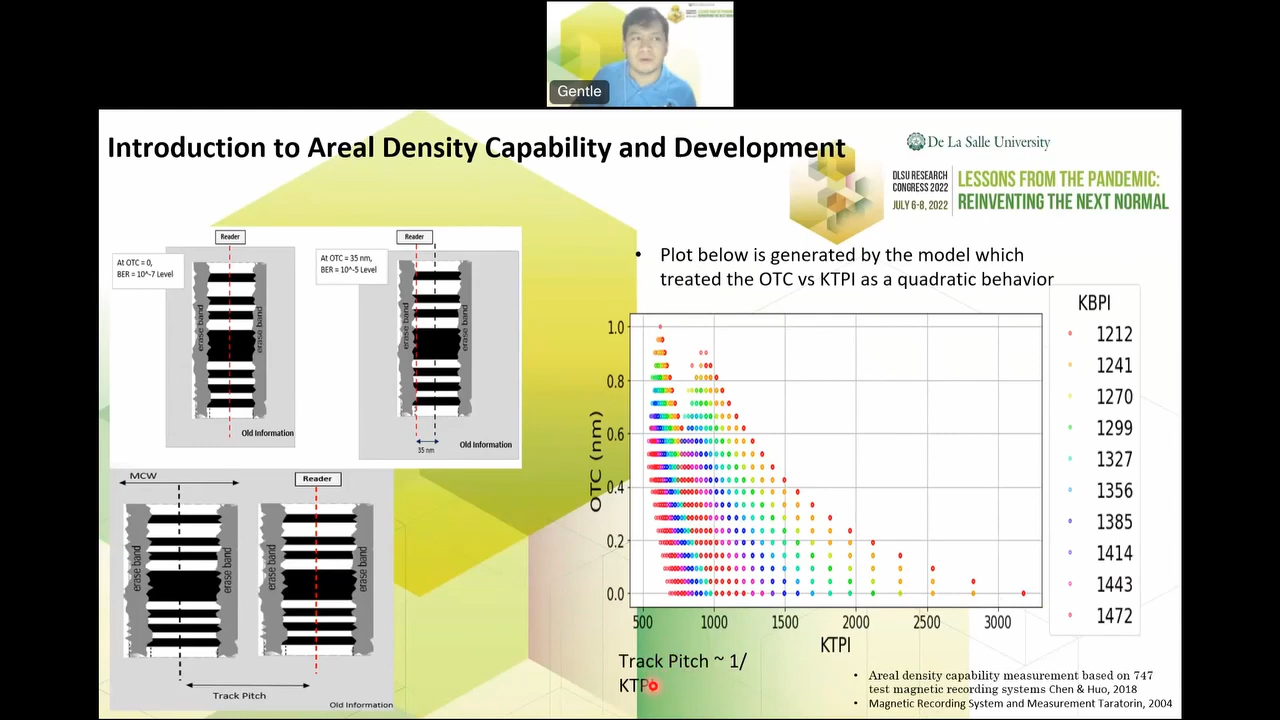 Gentle
Introduction to Areal Density Capability and Development
De La Salle University
DLSU RESEARCH
CONGRESS 2022
JULY 6-8, 2022
LESSONS FROM THE PANDEMIC:
REINVENTING THE NEXT NORMAL
Reader
At OTC = 0,
BER = 10^-7 Level
erase band
erase band
Old Information
Reader
At OTC = 35 nm,
BER = 10^-5 Level
erase band
erase band
35 nm
Old Information
MCW
Reader
erase band
erase band
erase band
erase band
Track Pitch
Old Information
• Plot below is generated by the model which
treated the OTC vs KTPI as a quadratic behavior
OTC (nm)
1.0
0.8
0.6
0.4
0.2
0.0
500 1000 1500 2000 2500 3000
KTPI
KBPI
1212
1241
1270
1299
1327
1356
1385
1414
1443
1472
Track Pitch ~ 1/
KTPI
• Areal density capability measurement based on 747
test magnetic recording systems Chen & Huo, 2018
• Magnetic Recording System and Measurement Taratorin, 2004